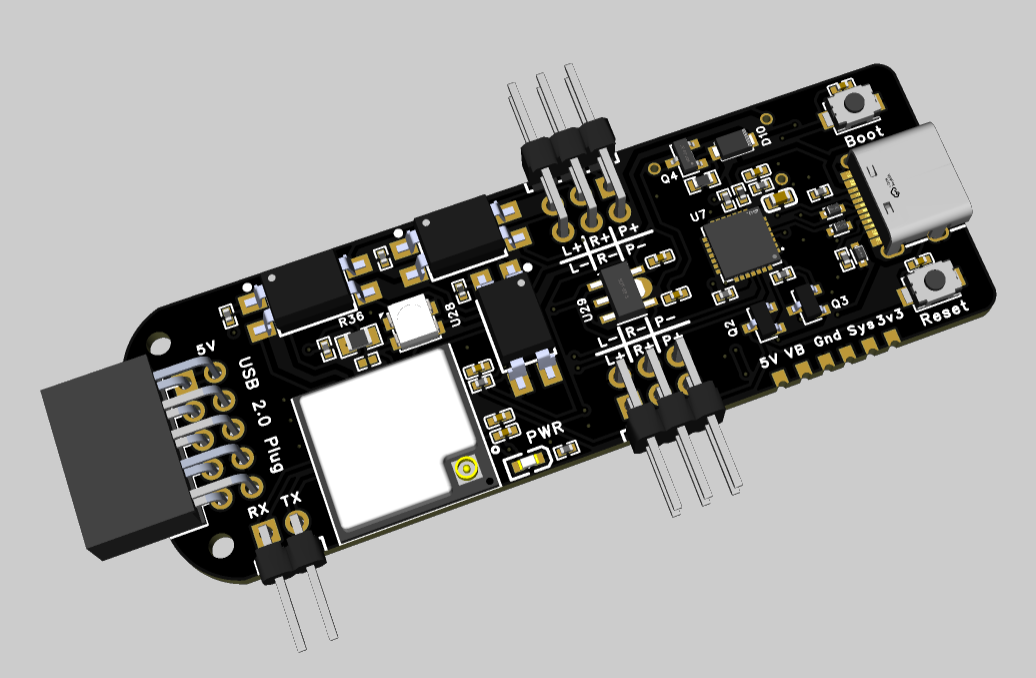 Boot
D10
Q4
U7
L+ R+ P+
L- R- P-
U29
L- R- P-
L+ R+ P+
Q2
Q3
Reset
5V VB Gnd Sys 3v3
U28
R36
5V
USB 2.0 Plug
PWR
RX TX